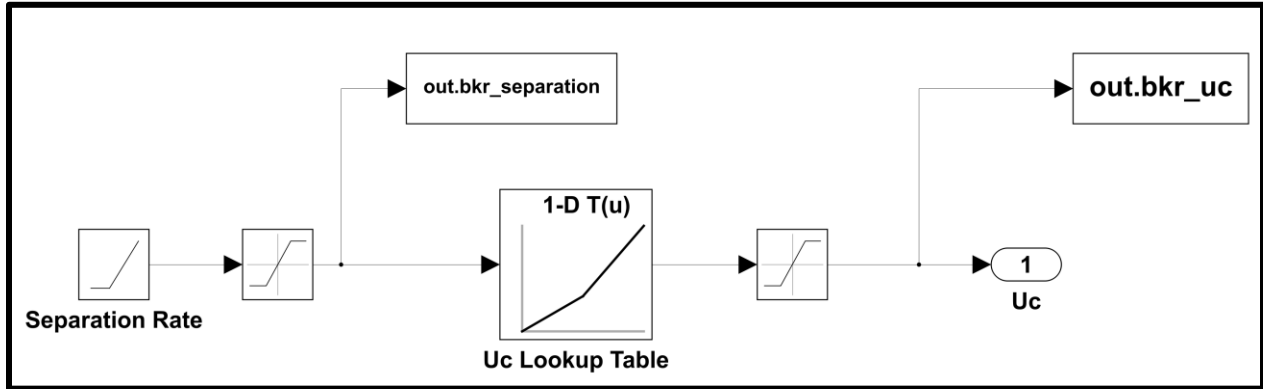 out.bkr_separation
out.bkr_uc
1-D T(u)
1
Separation Rate
Uc
Uc Lookup Table